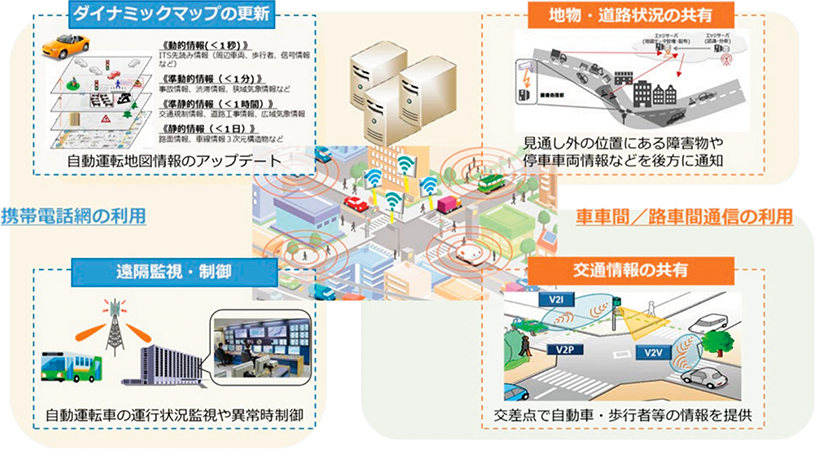 ダイナミックマップの更新
《動的情報(<1秒)》
ITS先読み情報（周辺車両、歩行者、信号情報
など）
《準動的情報（<1分）》
事故情報、渋滞情報、狭域気象情報など
《準静的情報（<1時間）》
交通規制情報、道路工事情報、広域気象情報
《静的情報（<1日）》
路面情報、車線情報３次元構造物など
自動運転地図情報のアップデート
地物・道路状況の共有
エッジサーバ
エッジサーバ
（認識・分析）
見通し外の位置にある障害物や
停車車両情報などを後方に通知
携帯電話網の利用
車車間／路車間通信の利用
遠隔監視・制御
自動運転車の運行状況監視や異常時制御
交通情報の共有
V2I
V2P
V2V
交差点で自動車・歩行者等の情報を提供